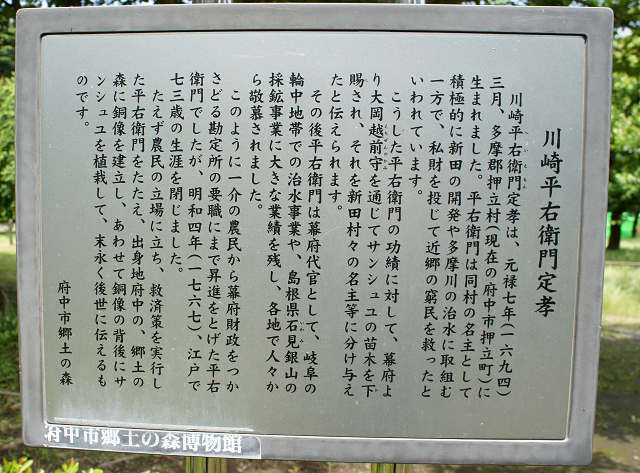 川崎平右衛門定孝
川崎平右衛門定孝は、元禄七年(一六九四)
三月、多摩郡押立村(現在の府中市押立町)に
生まれました。平右衛門は同村の名主として
積極的に新田の開発や多摩川の治水に取組む
一方で、私財を投じて近郷の窮民を救ったと
いわれています。
こうした平右衛門の功績に対して、幕府よ
り大岡越前守を通じてサンシュユの苗木を下
賜され、それを新田村々の名主等に分け与え
たと伝えられます。
その後平右衛門は幕府代官として、岐阜の
輪中地帯での治水事業や、島根県石見銀山の
採鉱事業に大きな業績を残し、各地で人々か
ら敬慕されました。
このように一介の農民から幕府財政をつか
さどる勘定所の要職にまで昇進をとげた平右
衛門でしたが、明和四年(一七六七)、江戸で
七三歳の生涯を閉じました。
たえず農民の立場に立ち、救済策を実行し
た平右衛門をたたえ、出身地府中の、郷土の
森に銅像を建立し、あわせて銅像の背後にサ
ンシュユを植栽して、末永く後世に伝えるも
のです。
府中市郷土の森
府中市郷土の森博物館